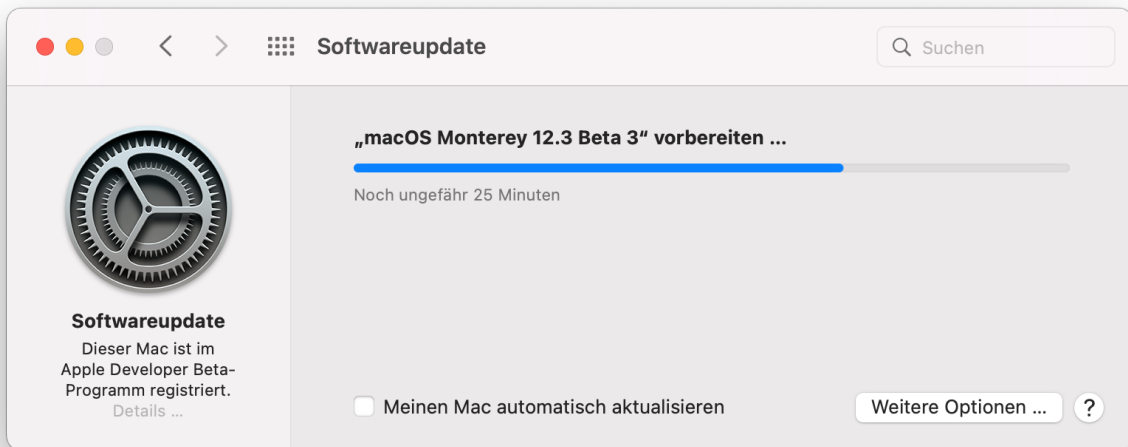 Softwareupdate
Suchen
„macOS Monterey 12.3 Beta 3“ vorbereiten ...
Noch ungefähr 25 Minuten
Softwareupdate
Dieser Mac ist im
Apple Developer Beta-
Programm registriert.
Details ...
Meinen Mac automatisch aktualisieren
Weitere Optionen ...
?